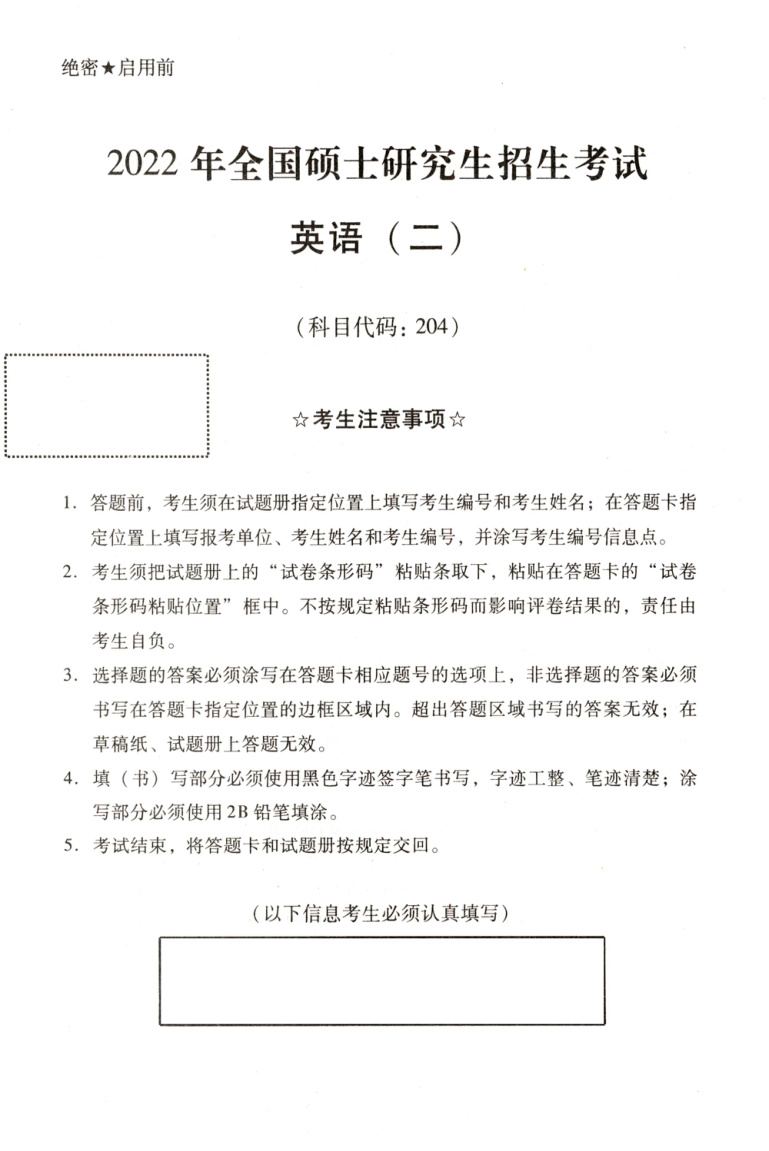 绝密★启用前
2022 年全国硕士研究生招生考试
英语（二）
（科目代码：204）
☆考生注意事项☆
1. 答题前，考生须在试题册指定位置上填写考生编号和考生姓名；在答题卡指
定位置上填写报考单位、考生姓名和考生编号，并涂写考生编号信息点。
2. 考生须把试题册上的“试卷条形码”粘贴条取下，粘贴在答题卡的“试卷
条形码粘贴位置”框中。不按规定粘贴条形码而影响评卷结果的，责任由
考生自负。
3. 选择题的答案必须涂写在答题卡相应题号的选项上，非选择题的答案必须
书写在答题卡指定位置的边框区域内。超出答题区域书写的答案无效；在
草稿纸、试题册上答题无效。
4. 填（书）写部分必须使用黑色字迹签字笔书写，字迹工整、笔迹清楚；涂
写部分必须使用 2B 铅笔填涂。
5. 考试结束，将答题卡和试题册按规定交回。
（以下信息考生必须认真填写）